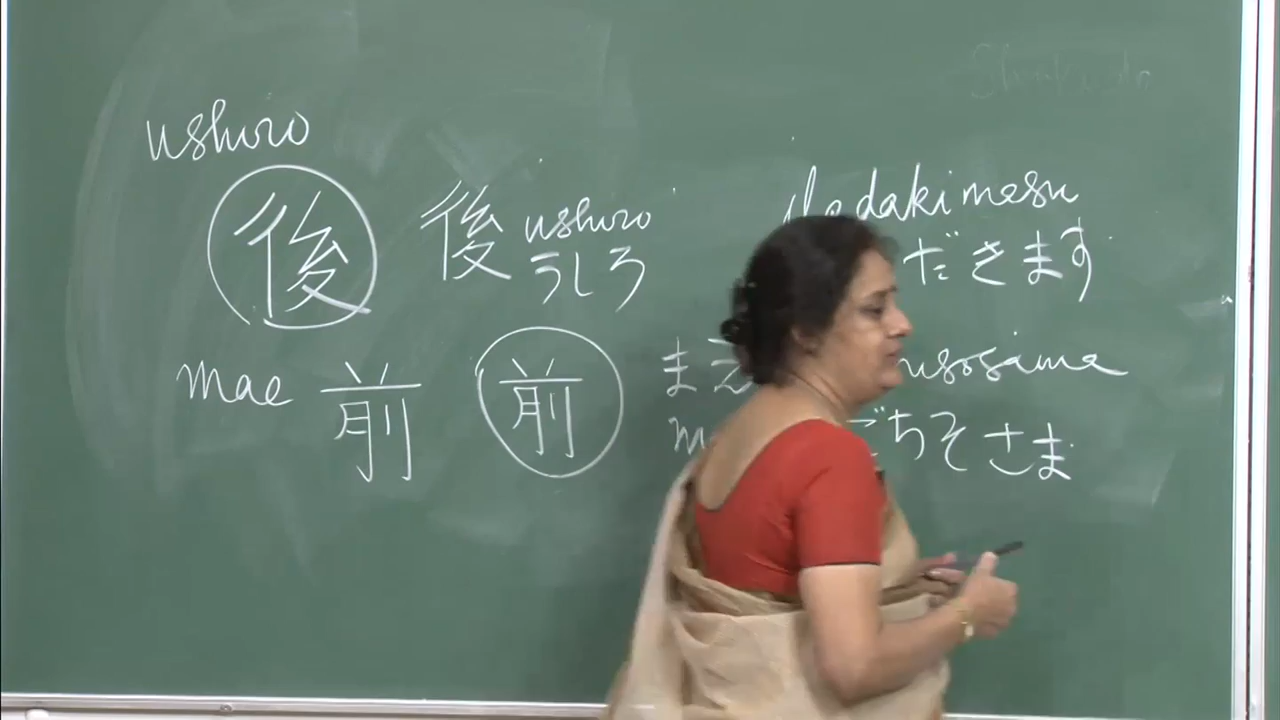 ushiro
後 後 ushiro
うしろ
mae 前 前 まえ
dakimasu
だきます
ごちそさま